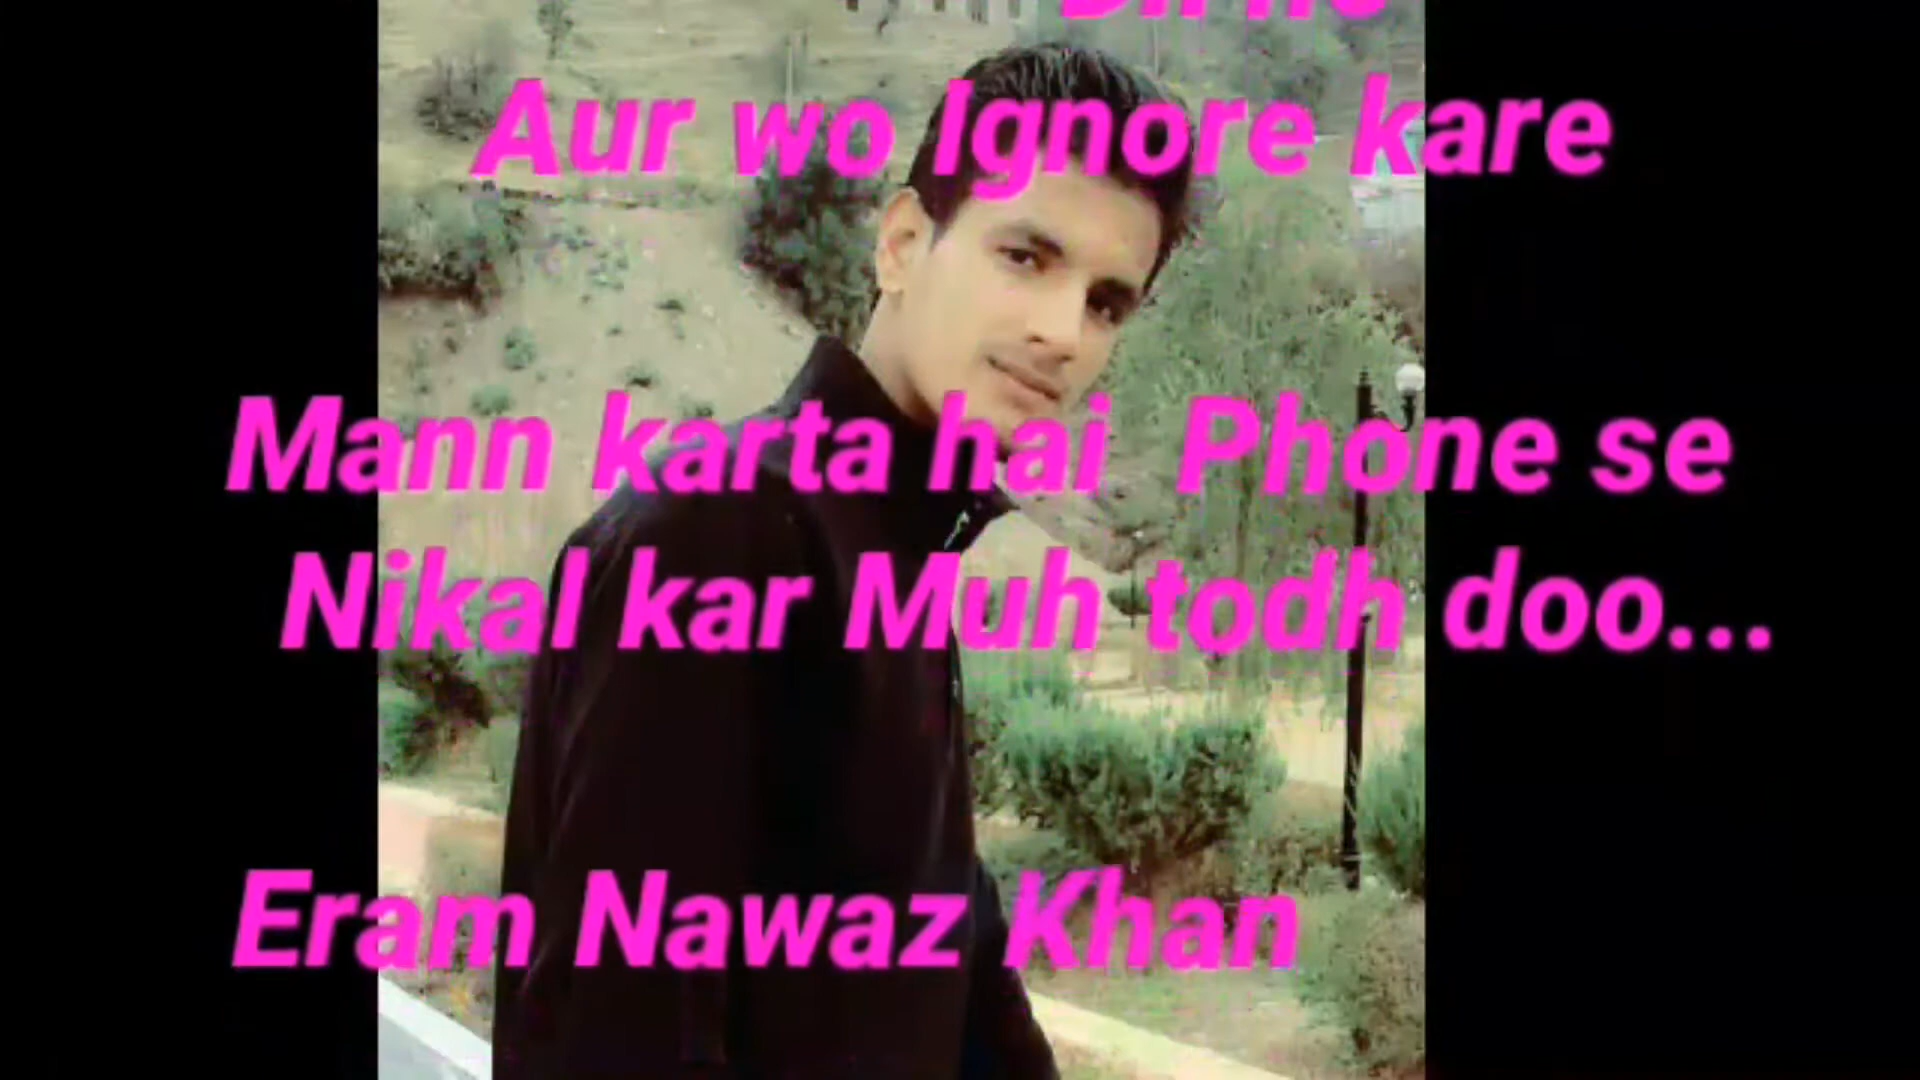 Aur wo Ignore kare
Mann karta hai Phone se
Nikal kar Muh todh doo...
Eram Nawaz Khan